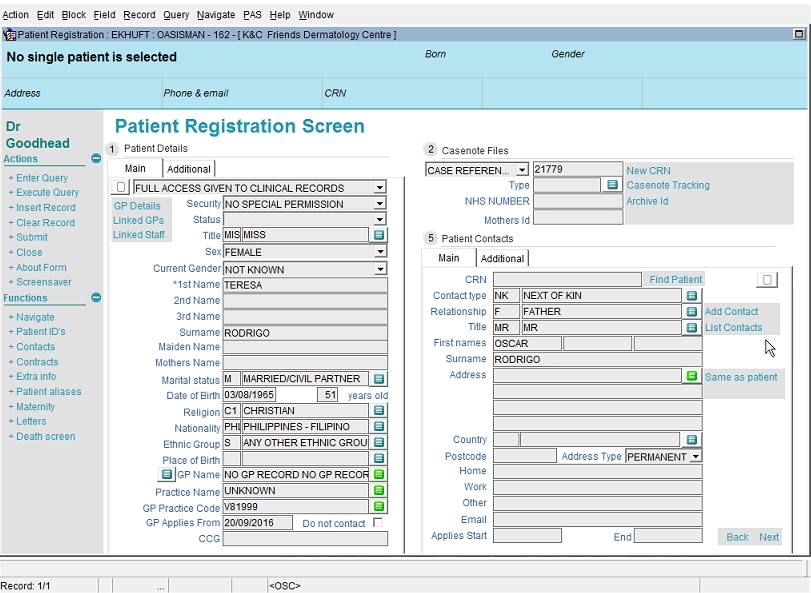 Action Edit Block Field Record Query Navigate PAS Help Window
Patient Registration : EKHUFT : OASISMAN - 162 - [ K&C Friends Dermatology Centre ]
No single patient is selected
Born
Gender
Address
Phone & email
CRN
Dr Goodhead
Actions
+ Enter Query
+ Execute Query
+ Insert Record
+ Clear Record
+ Submit
+ Close
+ About Form
+ Screensaver
Functions
+ Navigate
+ Patient ID's
+ Contacts
+ Contracts
+ Extra info
+ Patient aliases
+ Maternity
+ Letters
+ Death screen
Patient Registration Screen
1 Patient Details
Main Additional
FULL ACCESS GIVEN TO CLINICAL RECORDS
GP Details
Linked GPs
Linked Staff
Security NO SPECIAL PERMISSION
Status
Title MIS MISS
Sex FEMALE
Current Gender NOT KNOWN
*1st Name TERESA
2nd Name
3rd Name
Surname RODRIGO
Maiden Name
Mothers Name
Marital status M MARRIED/CIVIL PARTNER
Date of Birth 03/08/1965 51 years old
Religion C1 CHRISTIAN
Nationality PHL PHILIPPINES - FILIPINO
Ethnic Group S ANY OTHER ETHNIC GROU
Place of Birth
GP Name NO GP RECORD NO GP RECOR
Practice Name UNKNOWN
GP Practice Code V81999
GP Applies From 20/09/2016 Do not contact
CCG
2 Casenote Files
CASE REFEREN... 21779 New CRN
Type Casenote Tracking
NHS NUMBER Archive Id
Mothers Id
5 Patient Contacts
Main Additional
CRN Find Patient
Contact type NK NEXT OF KIN
Relationship F FATHER Add Contact
Title MR MR List Contacts
First names OSCAR
Surname RODRIGO
Address Same as patient
Country
Postcode Address Type PERMANENT
Home
Work
Other
Email
Applies Start End Back Next
Record: 1/1 ... <OSC>